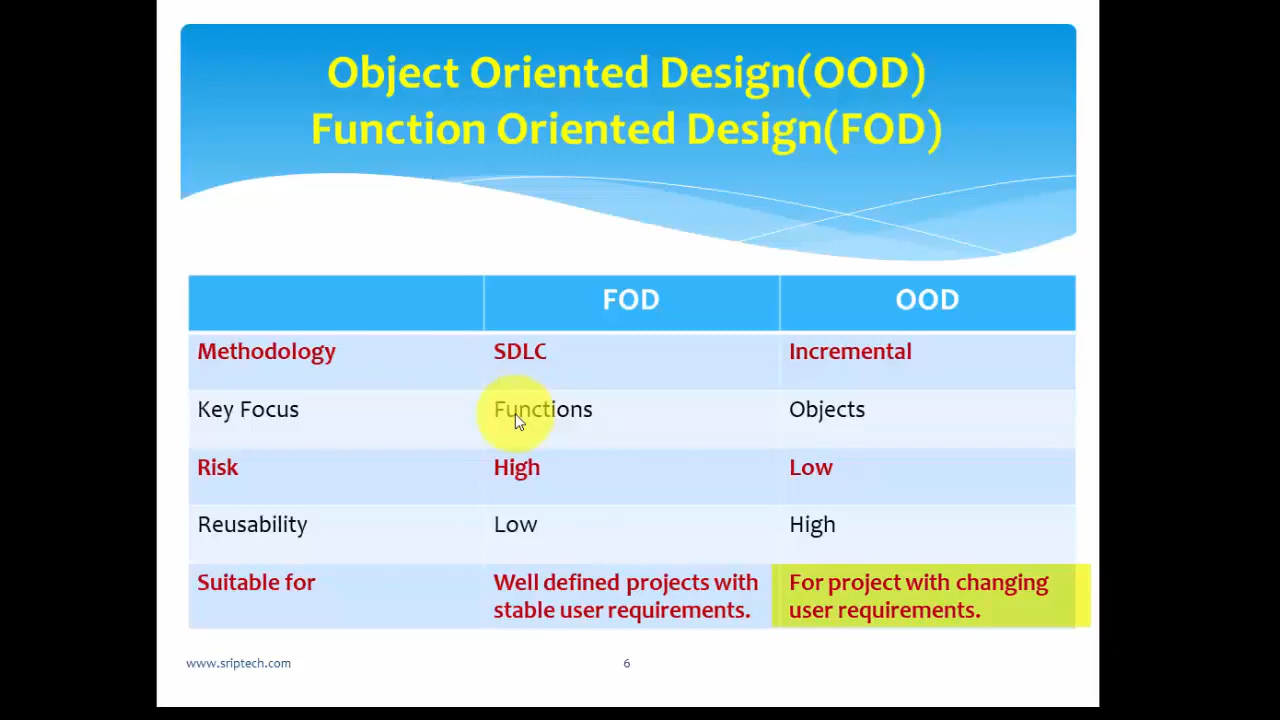 Object Oriented Design(OOD)
Function Oriented Design(FOD)
FOD OOD
Methodology SDLC Incremental
Key Focus Functions Objects
Risk High Low
Reusability Low High
Suitable for Well defined projects with For project with changing
stable user requirements. user requirements.
www.sriptech.com 6